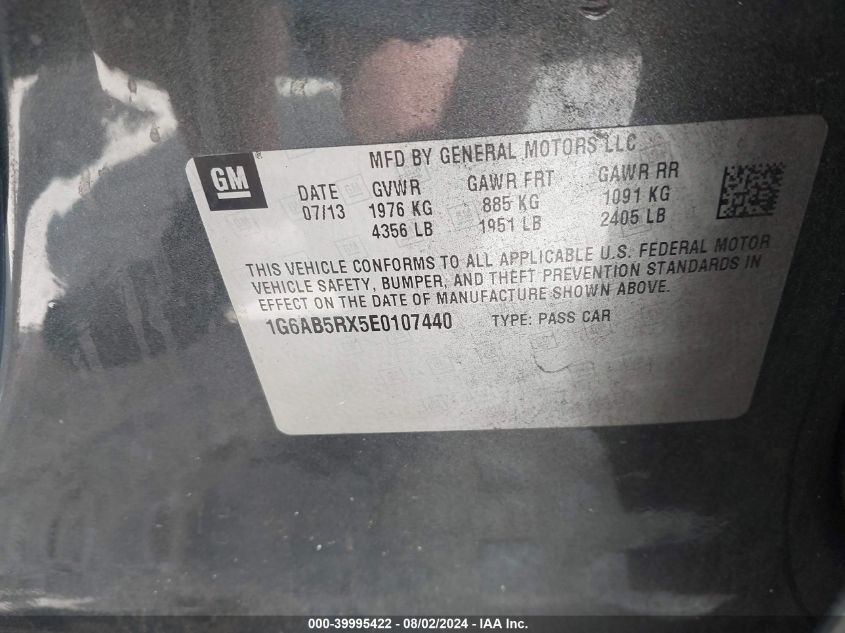 GM
MFD BY GENERAL MOTORS LLC
DATE GVWR GAWR FRT GAWR RR
07/13 1976 KG 885 KG 1091 KG
4356 LB 1951 LB 2405 LB
THIS VEHICLE CONFORMS TO ALL APPLICABLE U.S. FEDERAL MOTOR
VEHICLE SAFETY, BUMPER, AND THEFT PREVENTION STANDARDS IN
EFFECT ON THE DATE OF MANUFACTURE SHOWN ABOVE.
1G6AB5RX5E0107440 TYPE: PASS CAR
000-39995422 - 08/02/2024 - IAA Inc.